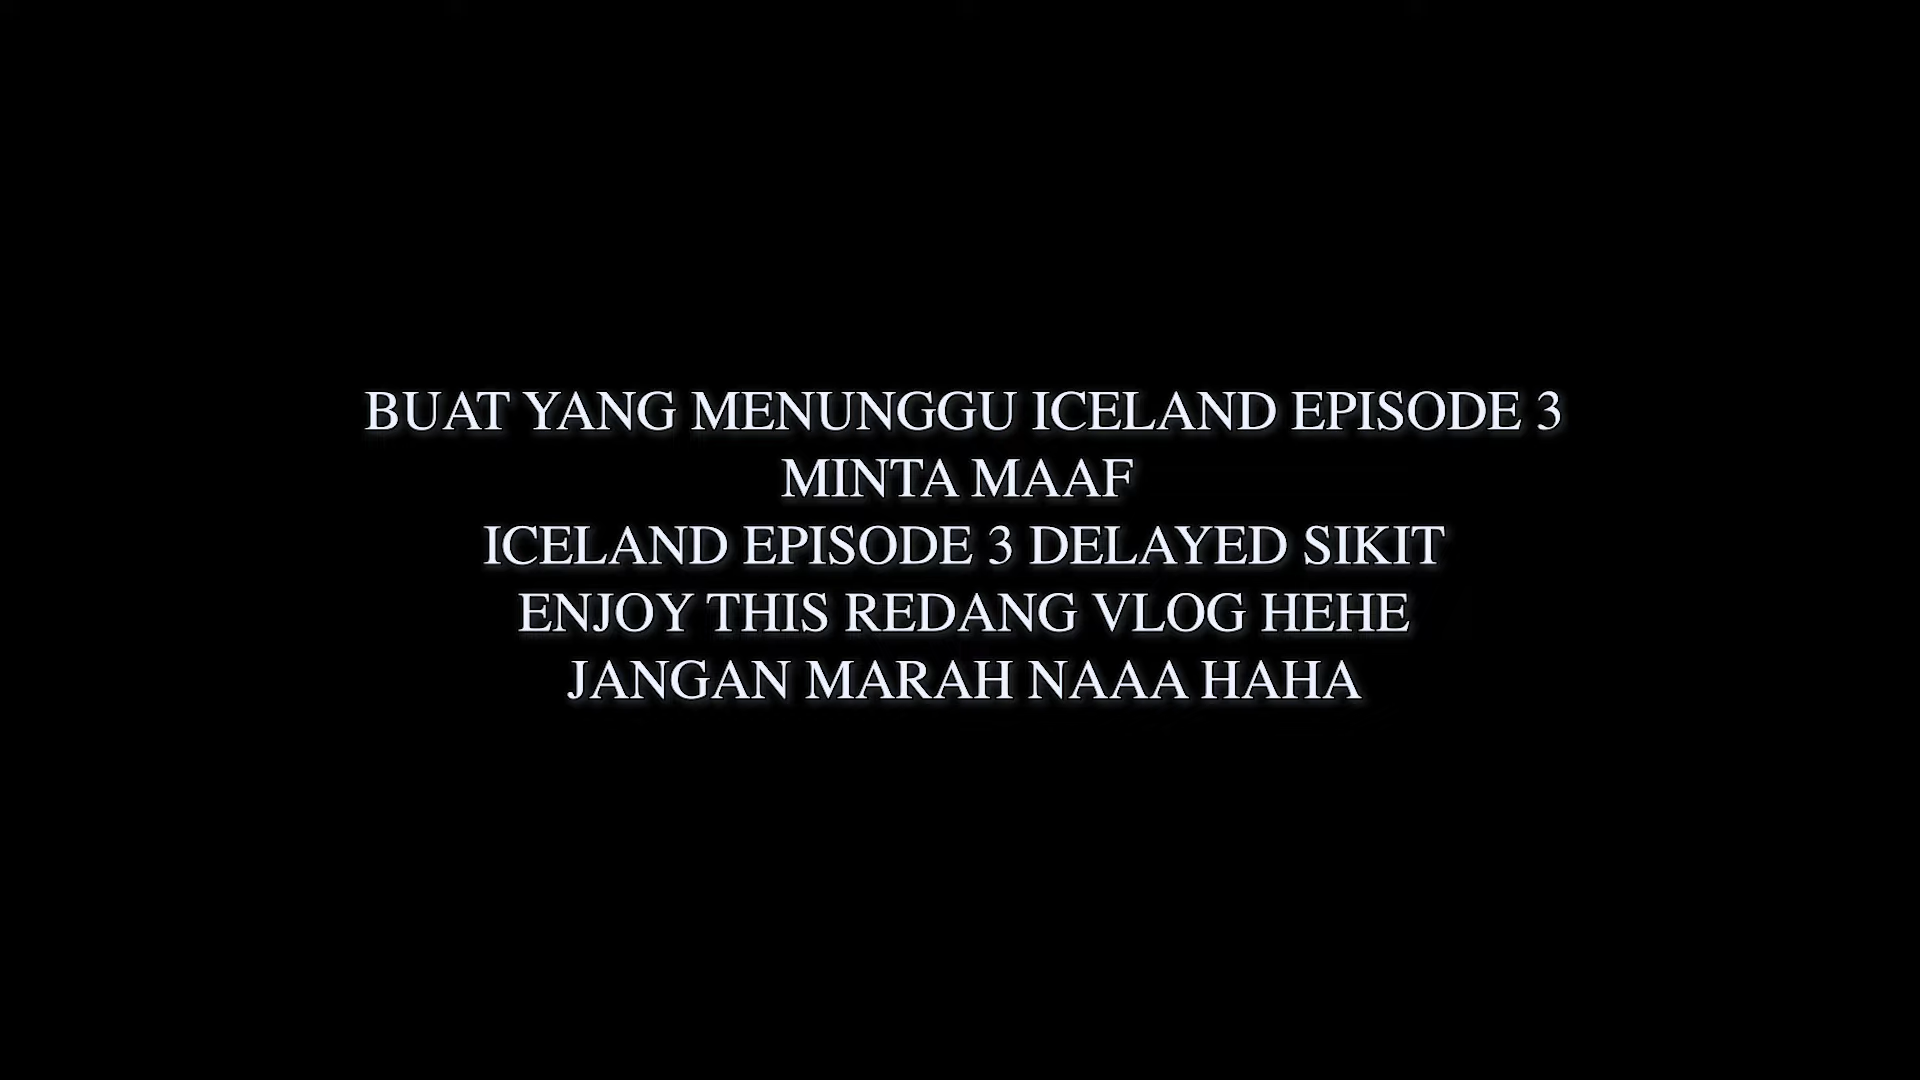 BUAT YANG MENUNGGU ICELAND EPISODE 3
MINTA MAAF
ICELAND EPISODE 3 DELAYED SIKIT
ENJOY THIS REDANG VLOG HEHE
JANGAN MARAH NAAA HAHA